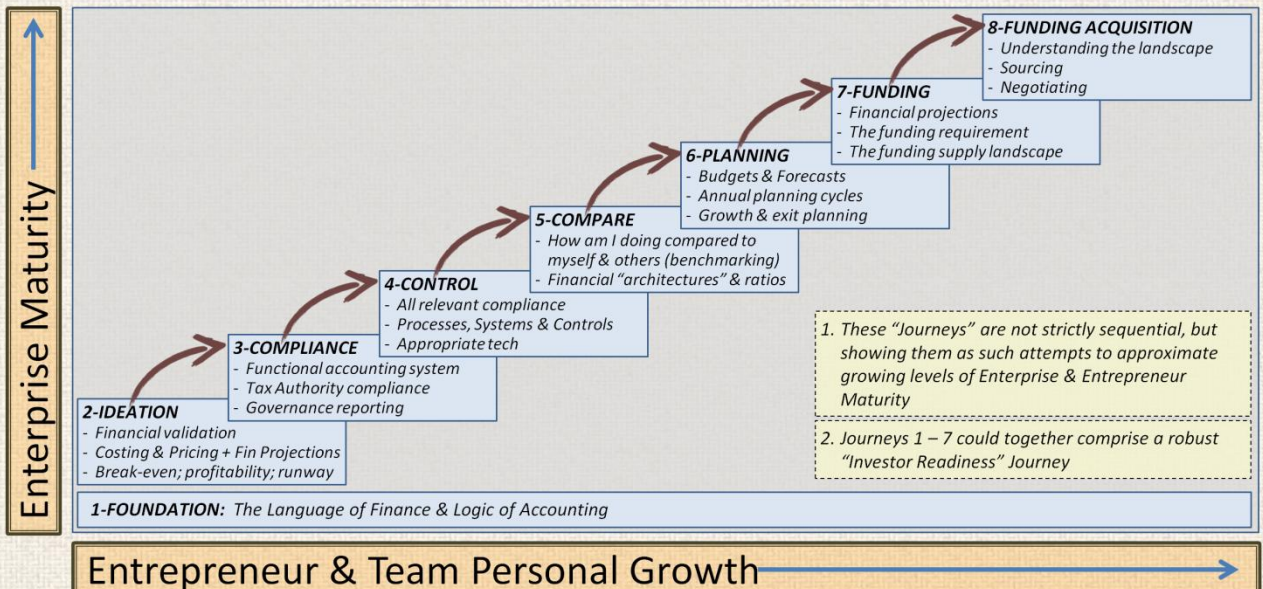 Enterprise Maturity
8-FUNDING ACQUISITION
- Understanding the landscape
- Sourcing
- Negotiating
7-FUNDING
- Financial projections
- The funding requirement
- The funding supply landscape
6-PLANNING
- Budgets & Forecasts
- Annual planning cycles
- Growth & exit planning
5-COMPARE
- How am I doing compared to
myself & others (benchmarking)
- Financial “architectures” & ratios
4-CONTROL
- All relevant compliance
- Processes, Systems & Controls
- Appropriate tech
3-COMPLIANCE
- Functional accounting system
- Tax Authority compliance
- Governance reporting
2-IDEATION
- Financial validation
- Costing & Pricing + Fin Projections
- Break-even; profitability; runway
1. These “Journeys” are not strictly sequential, but
showing them as such attempts to approximate
growing levels of Enterprise & Entrepreneur
Maturity
2. Journeys 1 – 7 could together comprise a robust
“Investor Readiness” Journey
1-FOUNDATION: The Language of Finance & Logic of Accounting
Entrepreneur & Team Personal Growth